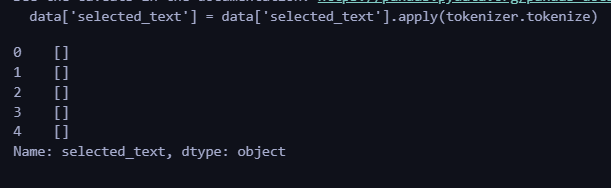 data['selected_text'] = data['selected_text'].apply(tokenizer.tokenize)
0 []
1 []
2 []
3 []
4 []
Name: selected_text, dtype: object